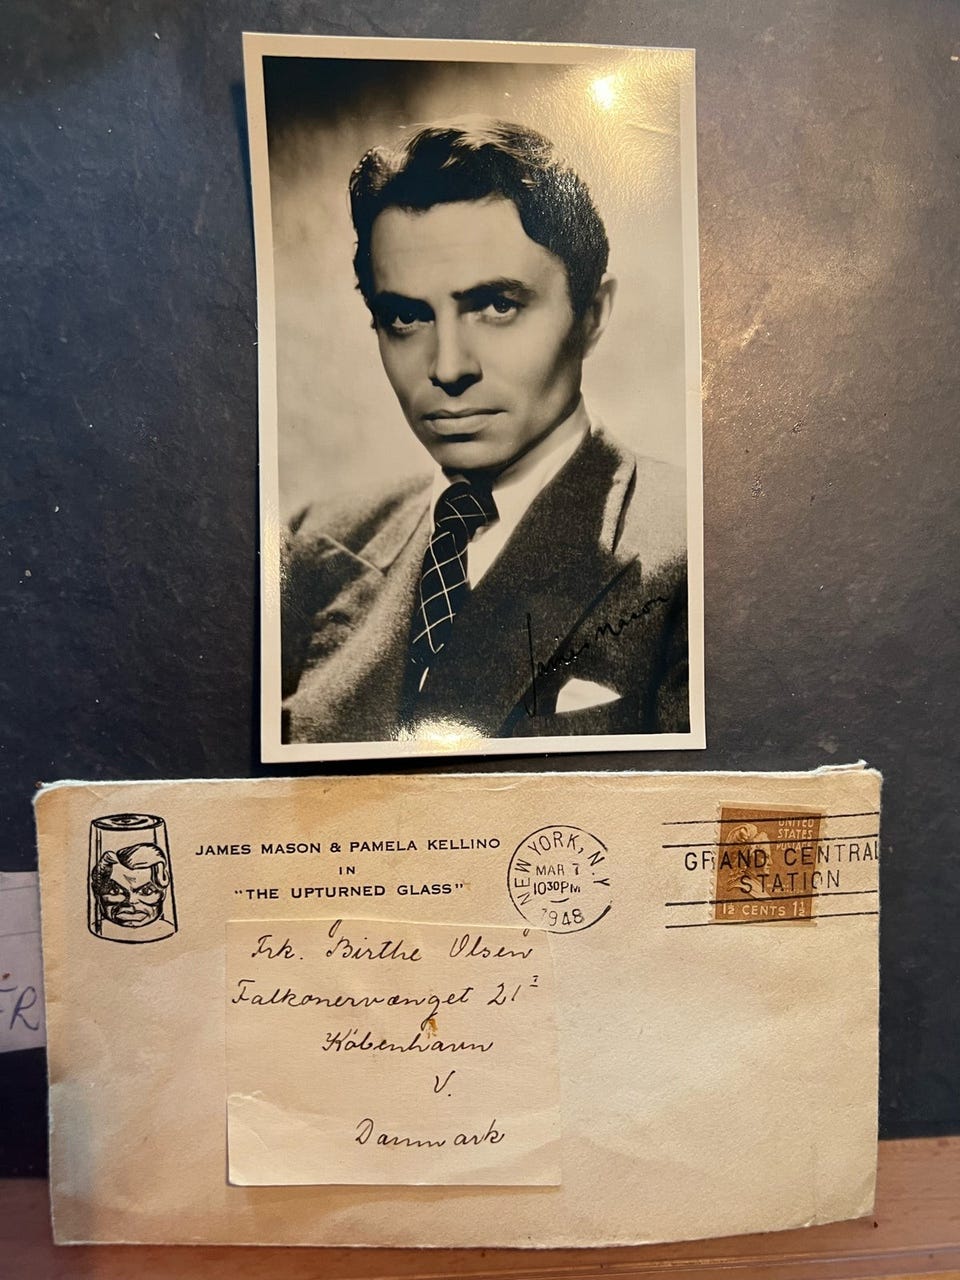 James Mason
JAMES MASON & PAMELA KELLINO
IN
"THE UPTURNED GLASS"
NEW YORK, N.Y.
MAR 7
10 30 PM
1948
UNITED
STATES
GRAND CENTRAL
STATION
1½ CENTS 1½
Frk. Birthe Olsen
Falkonervænget 21 I
København
V.
Danmark
FR